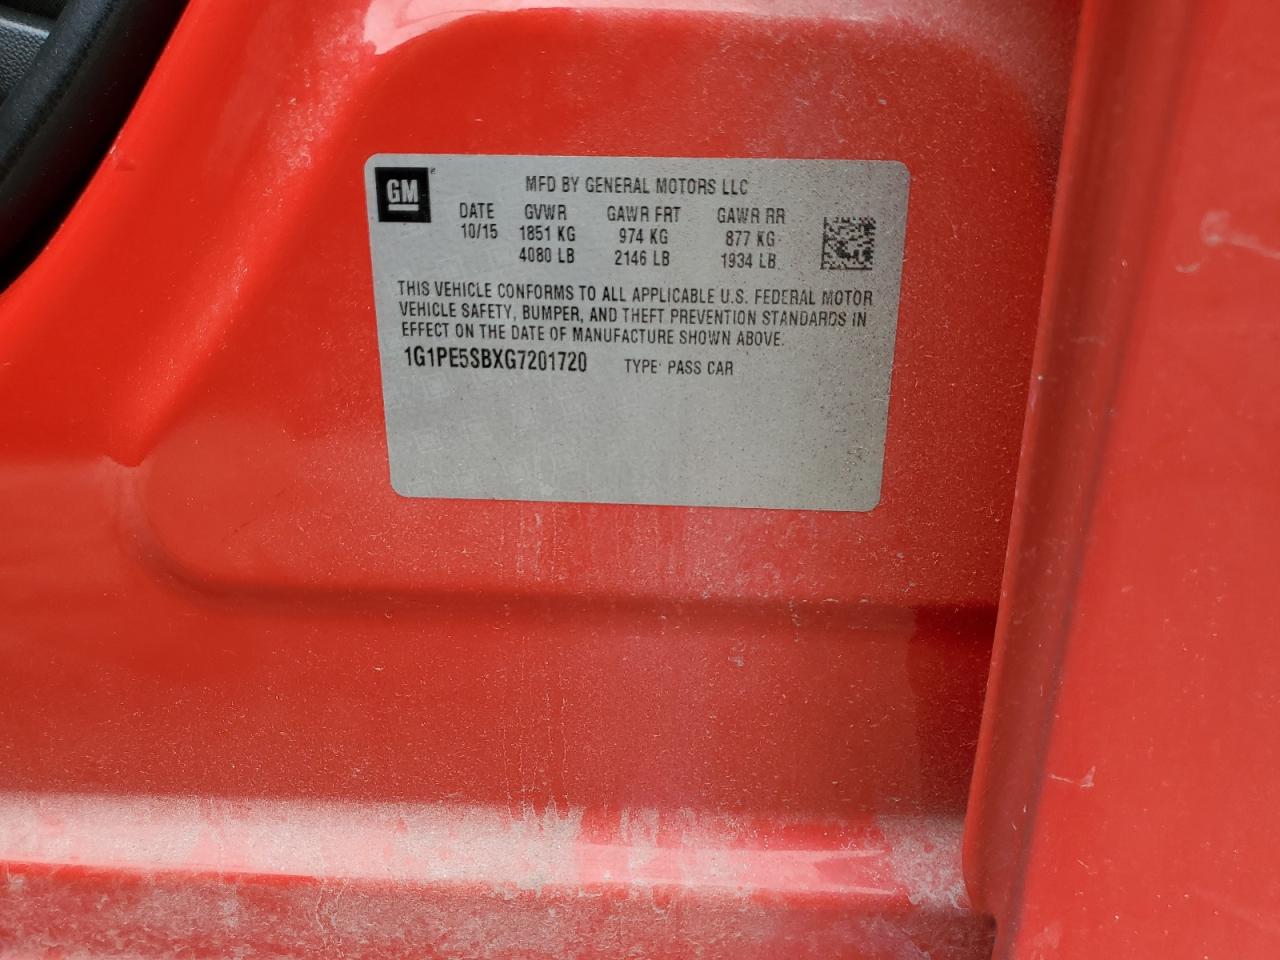 GM
MFD BY GENERAL MOTORS LLC
DATE GVWR GAWR FRT GAWR RR
10/15 1851 KG 974 KG 877 KG
4080 LB 2146 LB 1934 LB
THIS VEHICLE CONFORMS TO ALL APPLICABLE U.S. FEDERAL MOTOR
VEHICLE SAFETY, BUMPER, AND THEFT PREVENTION STANDARDS IN
EFFECT ON THE DATE OF MANUFACTURE SHOWN ABOVE.
1G1PE5SBXG7201720 TYPE: PASS CAR